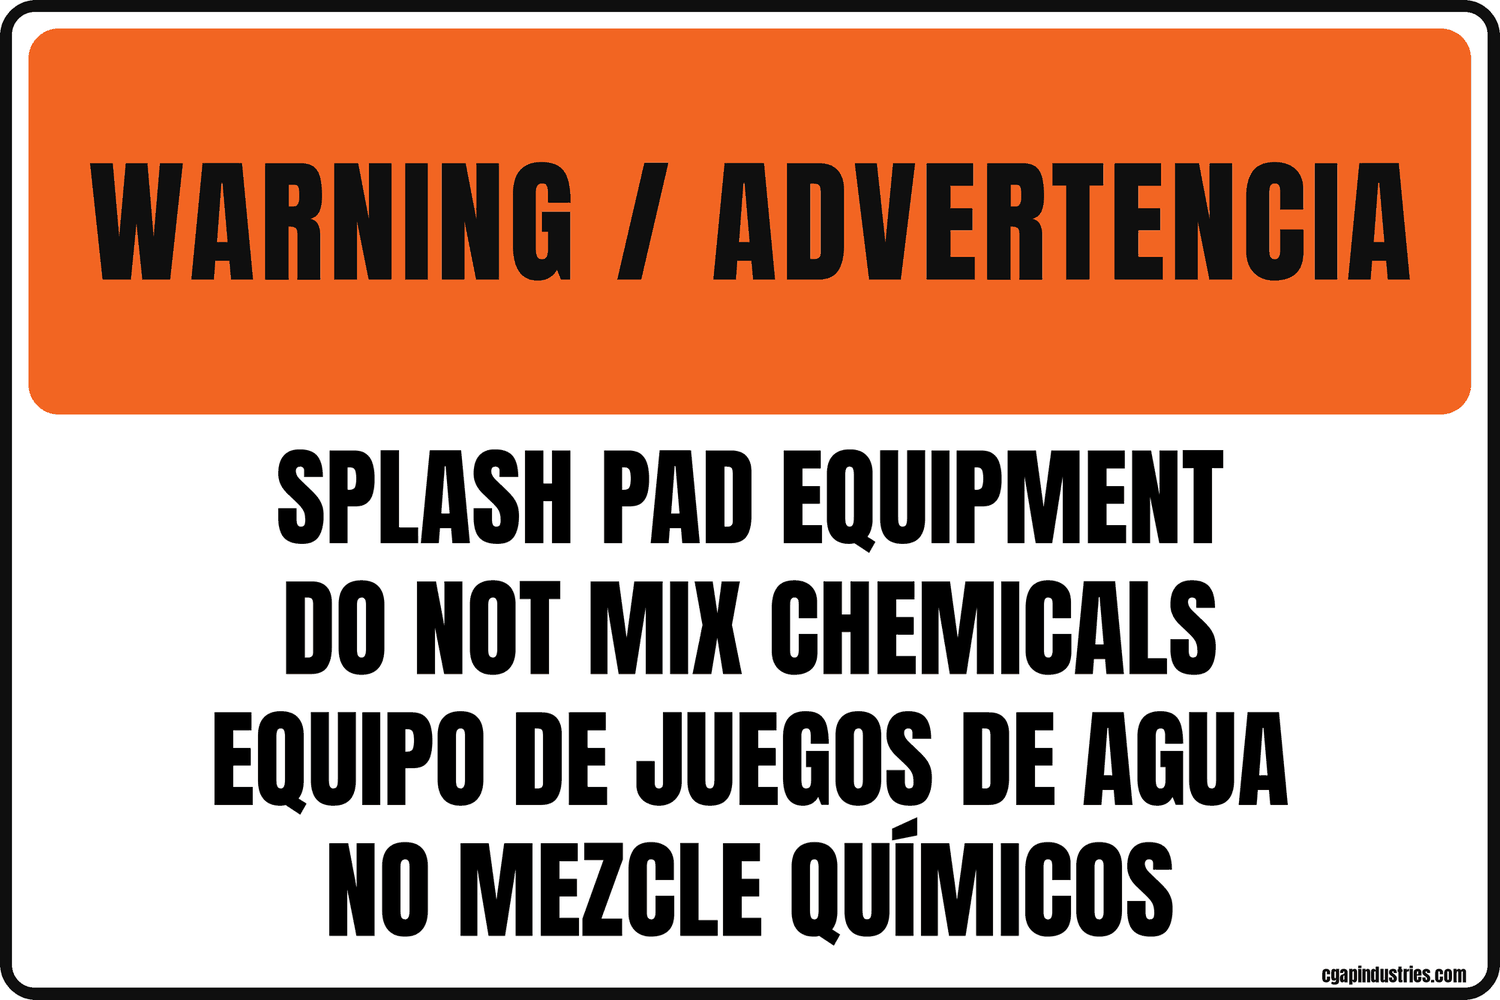 WARNING / ADVERTENCIA
SPLASH PAD EQUIPMENT
DO NOT MIX CHEMICALS
EQUIPO DE JUEGOS DE AGUA
NO MEZCLE QUÍMICOS
cgapindustries.com